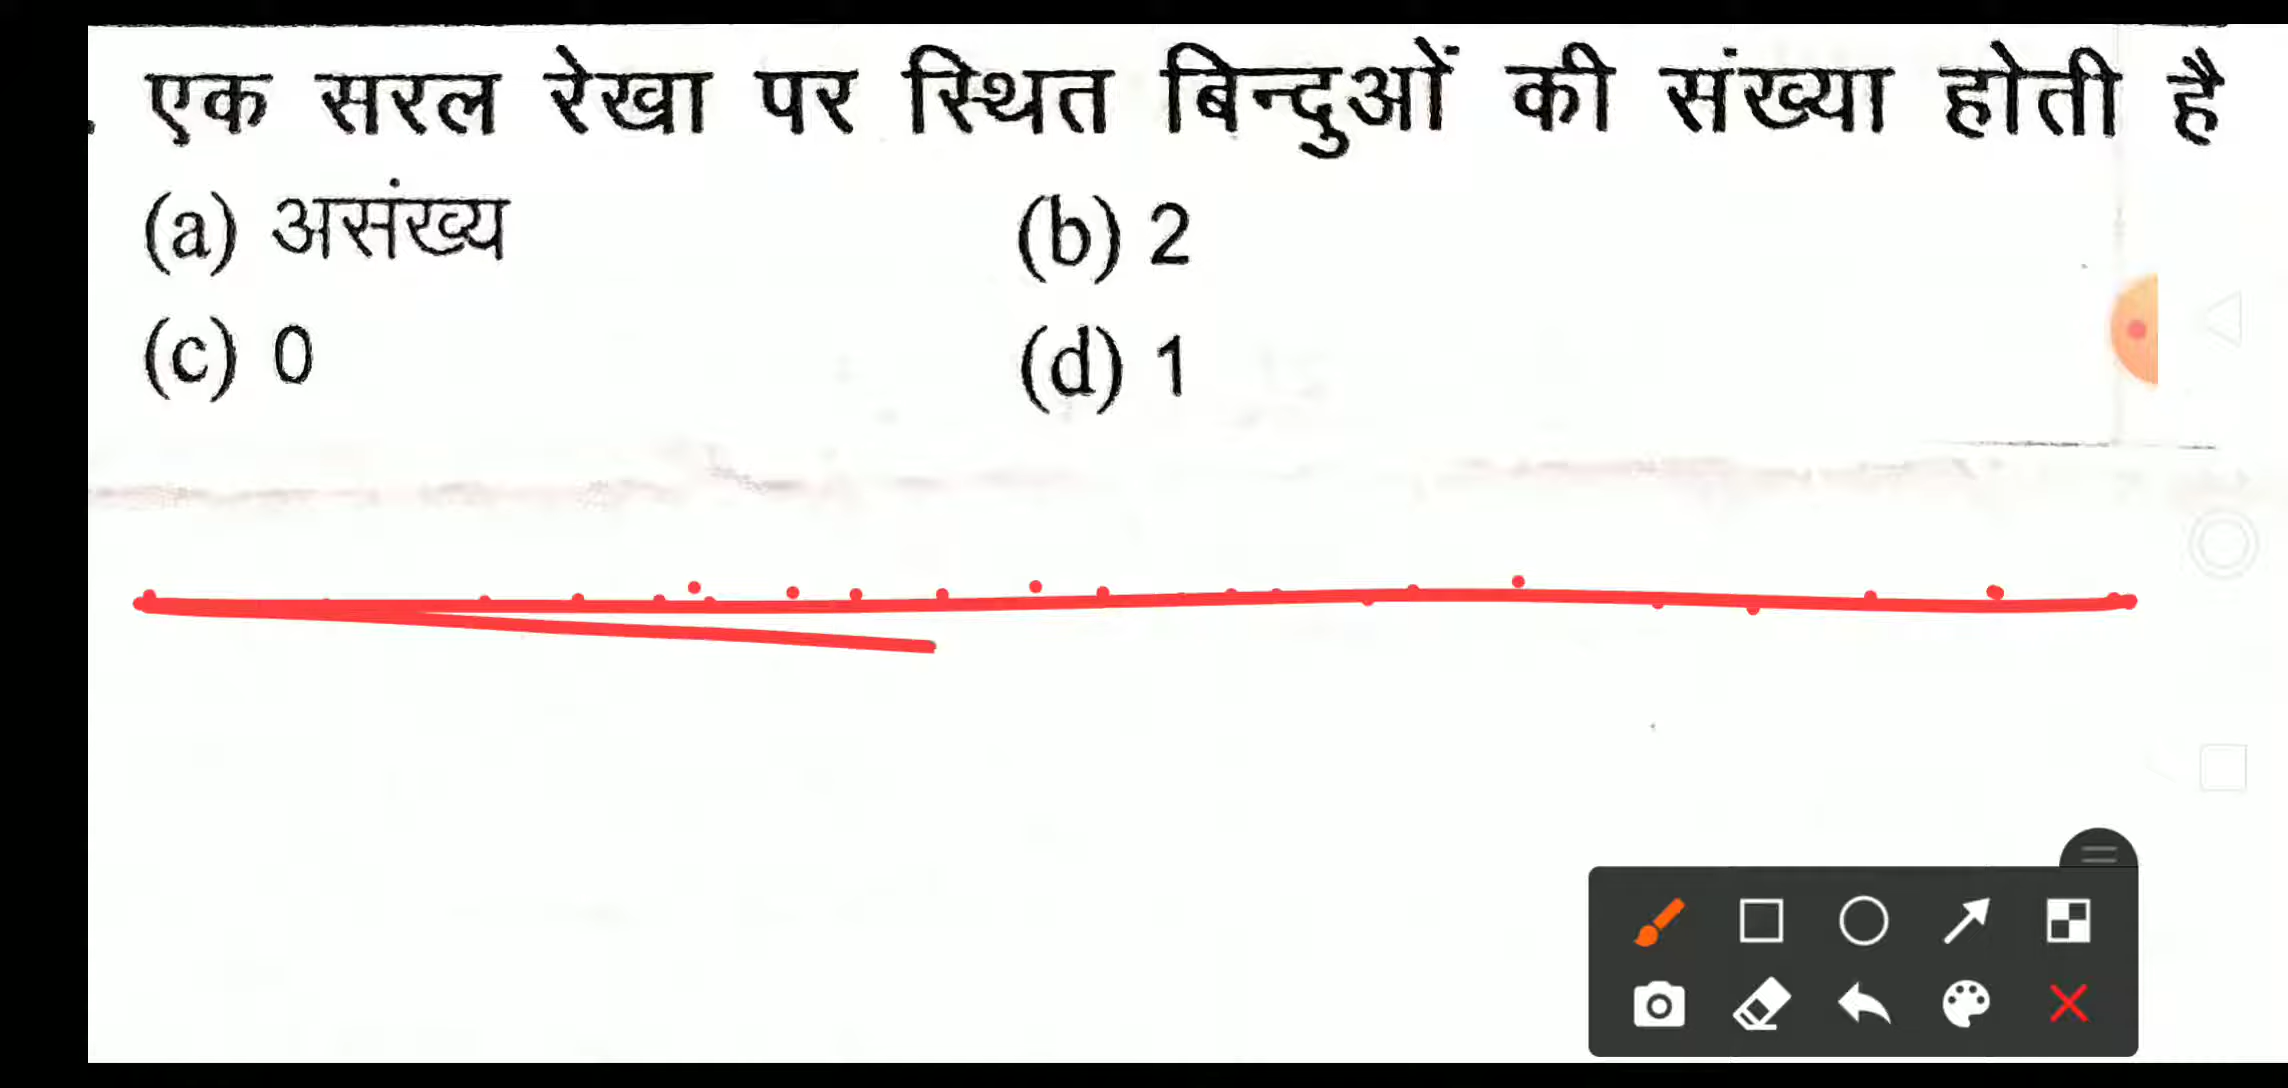 एक सरल रेखा पर स्थित बिन्दुओं की संख्या होती है
(a) असंख्य (b) 2
(c) 0 (d) 1